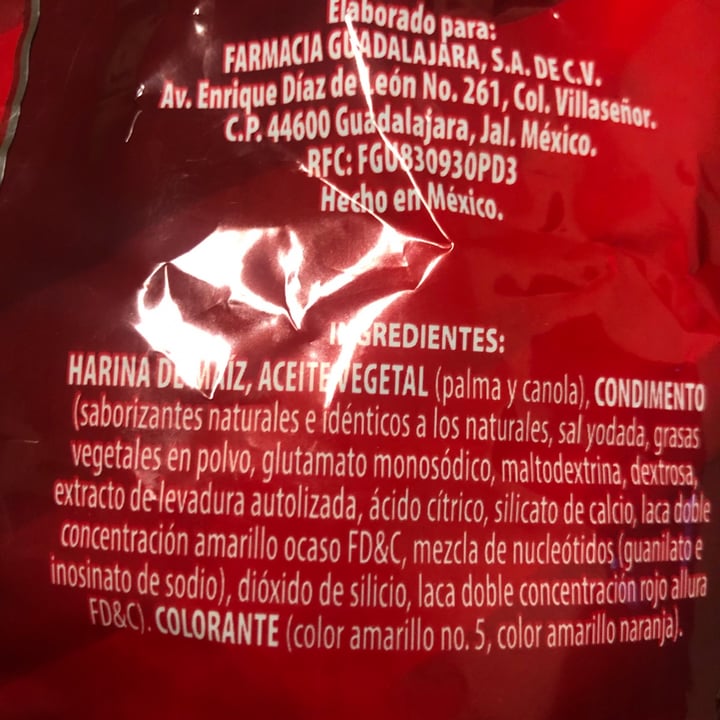 Elaborado para:
FARMACIA GUADALAJARA, S.A. DE C.V.
Av. Enrique Díaz de León No. 261, Col. Villaseñor.
C.P. 44600 Guadalajara, Jal. México.
RFC: FGU830930PD3
Hecho en México.
INGREDIENTES:
HARINA DE MAÍZ, ACEITE VEGETAL (palma y canola), CONDIMENTO
(saborizantes naturales e idénticos a los naturales, sal yodada, grasas
vegetales en polvo, glutamato monosódico, maltodextrina, dextrosa,
extracto de levadura autolizada, ácido cítrico, silicato de calcio, laca doble
concentración amarillo ocaso FD&C, mezcla de nucleótidos (guanilato e
inosinato de sodio), dióxido de silicio, laca doble concentración rojo allura
FD&C). COLORANTE (color amarillo no. 5, color amarillo naranja).